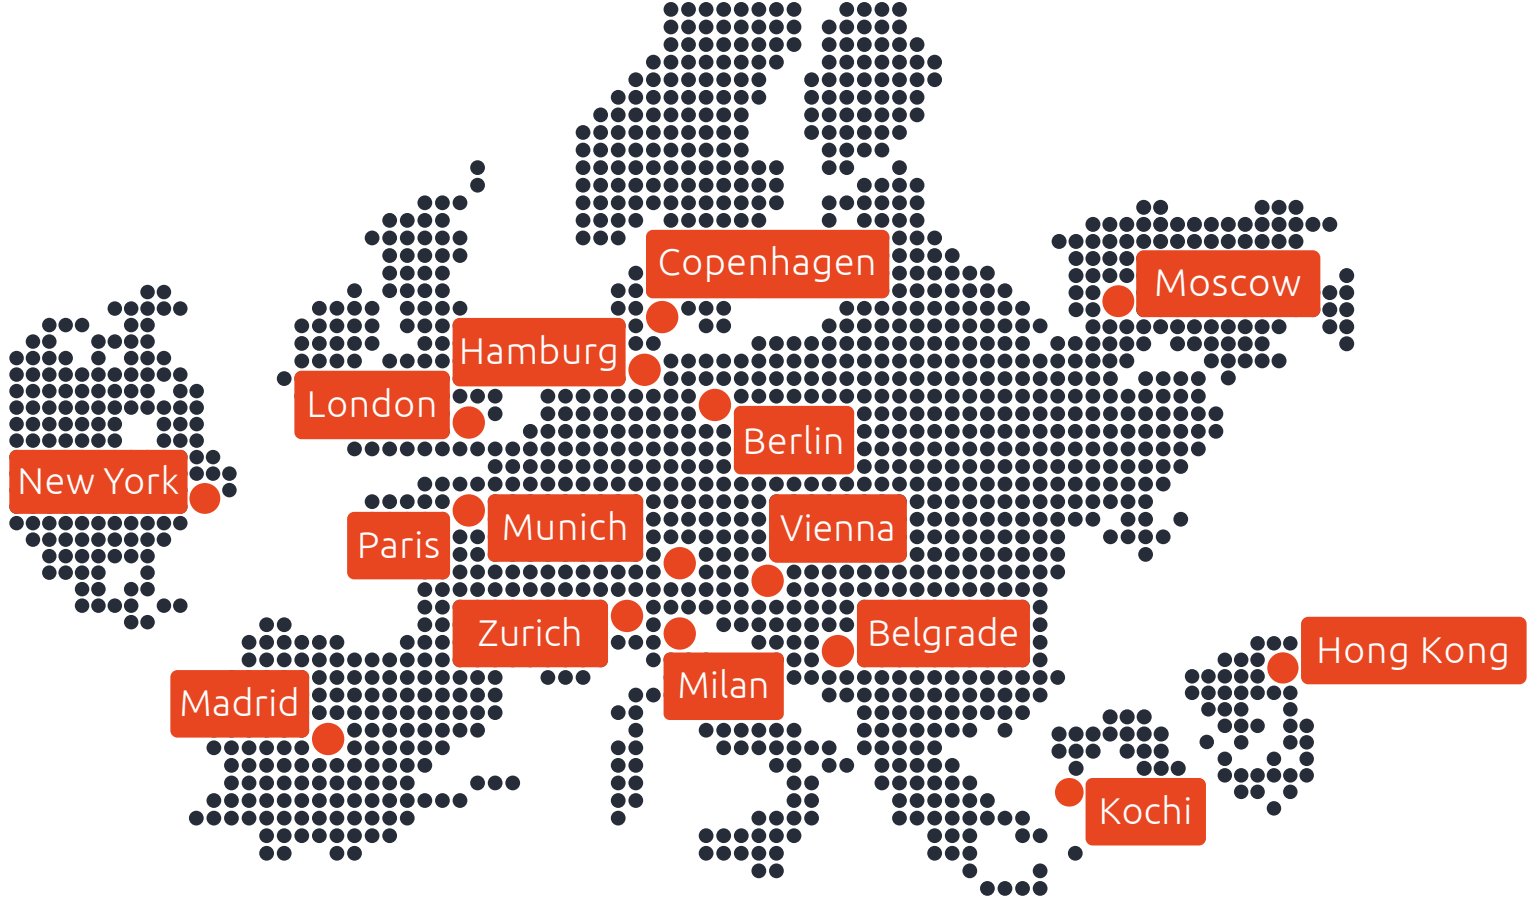 Copenhagen
Moscow
Hamburg
London
Berlin
New York
Paris
Munich
Vienna
Zurich
Belgrade
Hong Kong
Milan
Madrid
Kochi